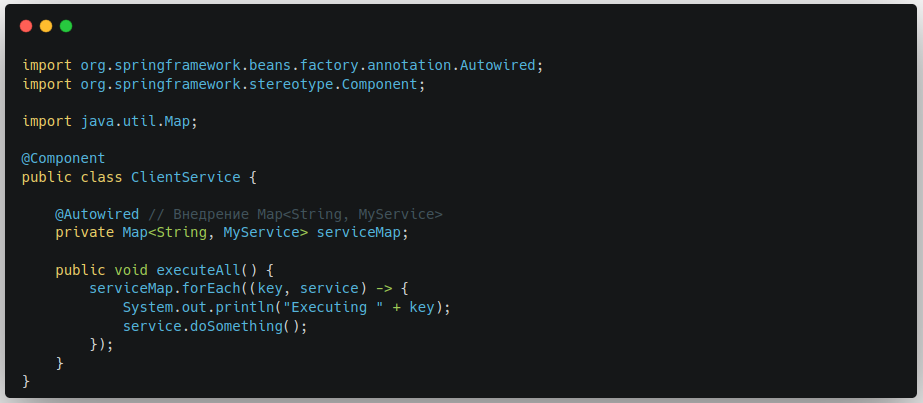 import org.springframework.beans.factory.annotation.Autowired;
import org.springframework.stereotype.Component;

import java.util.Map;

@Component
public class ClientService {

    @Autowired // Внедрение Map<String, MyService>
    private Map<String, MyService> serviceMap;

    public void executeAll() {
        serviceMap.forEach((key, service) -> {
            System.out.println("Executing " + key);
            service.doSomething();
        });
    }
}